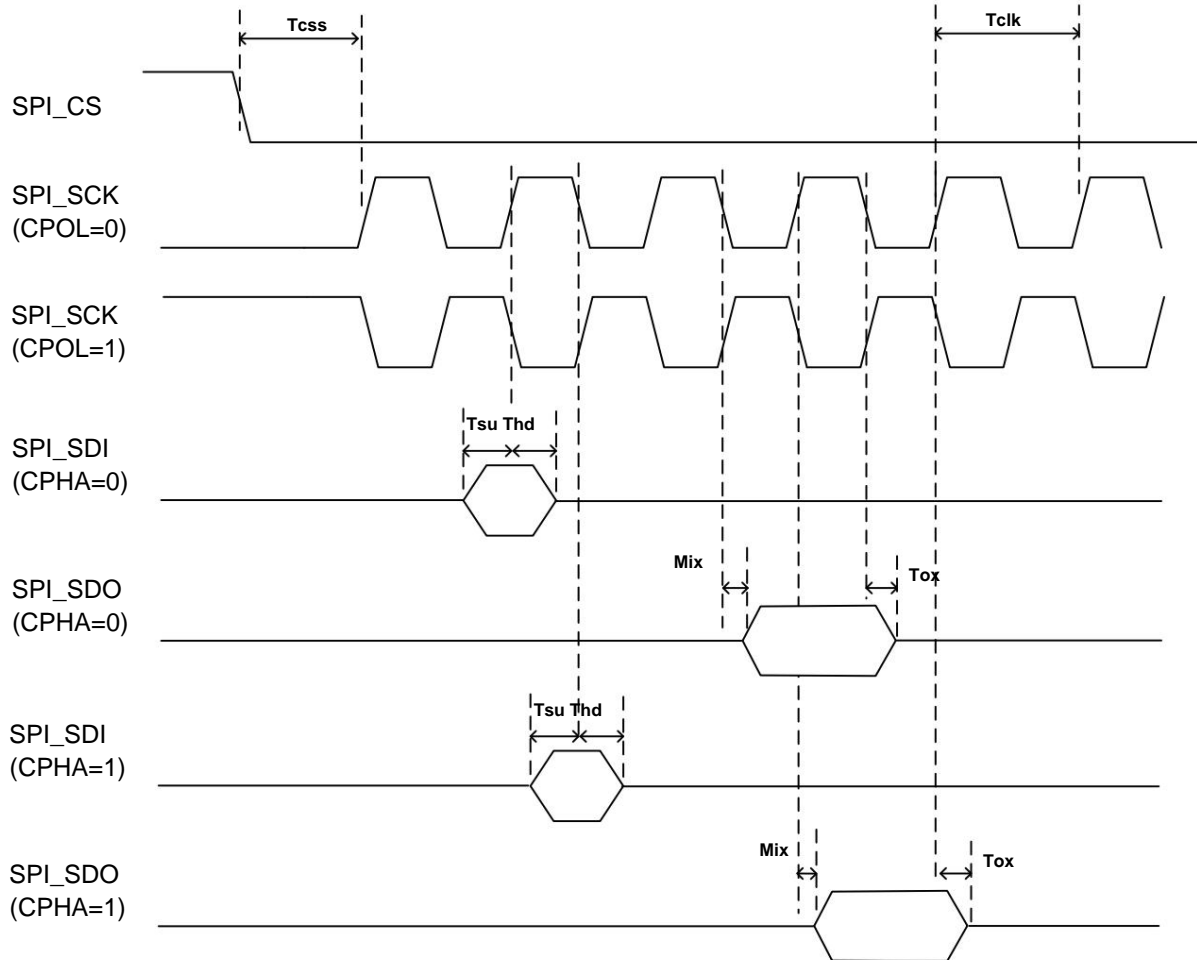 Tcss
Tclk
SPI_CS
SPI_SCK
(CPOL=0)
SPI_SCK
(CPOL=1)
Tsu Thd
SPI_SDI
(CPHA=0)
Mix
Tox
SPI_SDO
(CPHA=0)
Tsu Thd
SPI_SDI
(CPHA=1)
Mix
Tox
SPI_SDO
(CPHA=1)